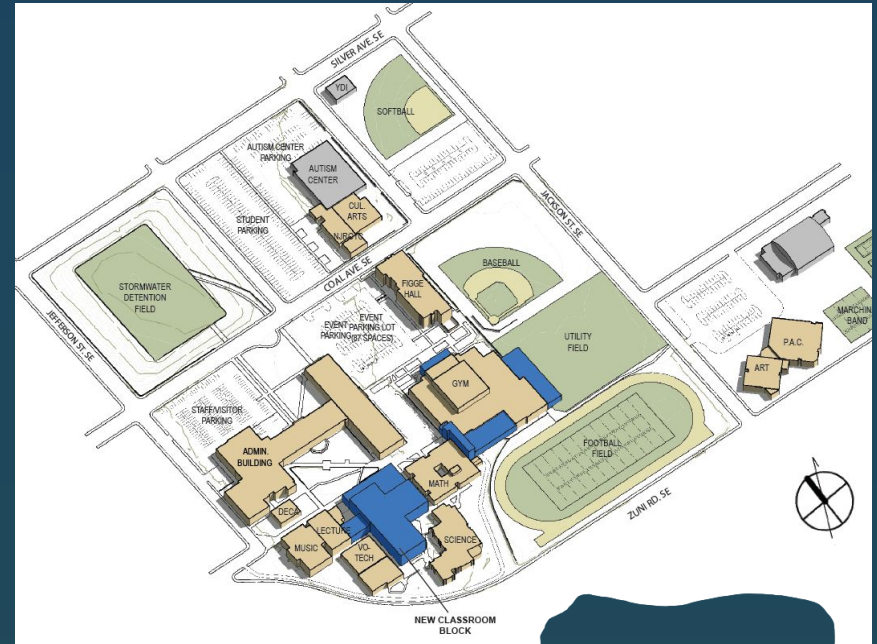 SILVER AVE. SE
YDI
SOFTBALL
AUTISM CENTER
PARKING
AUTISM
CENTER
CUL.
ARTS
NJROTC
STUDENT
PARKING
JACKSON ST. SE
COAL AVE. SE
BASEBALL
FIGGE
HALL
STORMWATER
DETENTION
FIELD
JEFFERSON ST. SE
EVENT
PARKING
EVENT
PARKING LOT
(87 SPACES)
UTILITY
FIELD
MARCHIN
BAND
P.A.C.
ART
GYM
STAFF/VISITOR
PARKING
ADMIN.
BUILDING
FOOTBALL
FIELD
MATH
ZUNI RD. SE
DECA
LECTURE
MUSIC
VO-
TECH
SCIENCE
NEW CLASSROOM
BLOCK